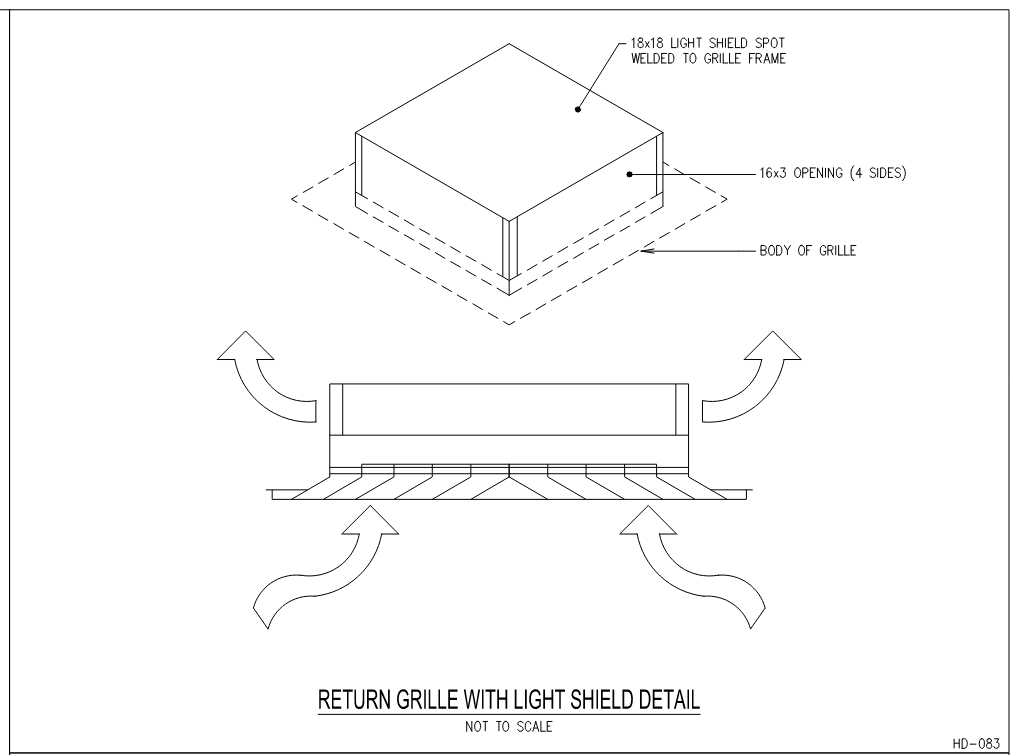 18x18 LIGHT SHIELD SPOT
WELDED TO GRILLE FRAME
16x3 OPENING (4 SIDES)
BODY OF GRILLE
RETURN GRILLE WITH LIGHT SHIELD DETAIL
NOT TO SCALE
HD-083